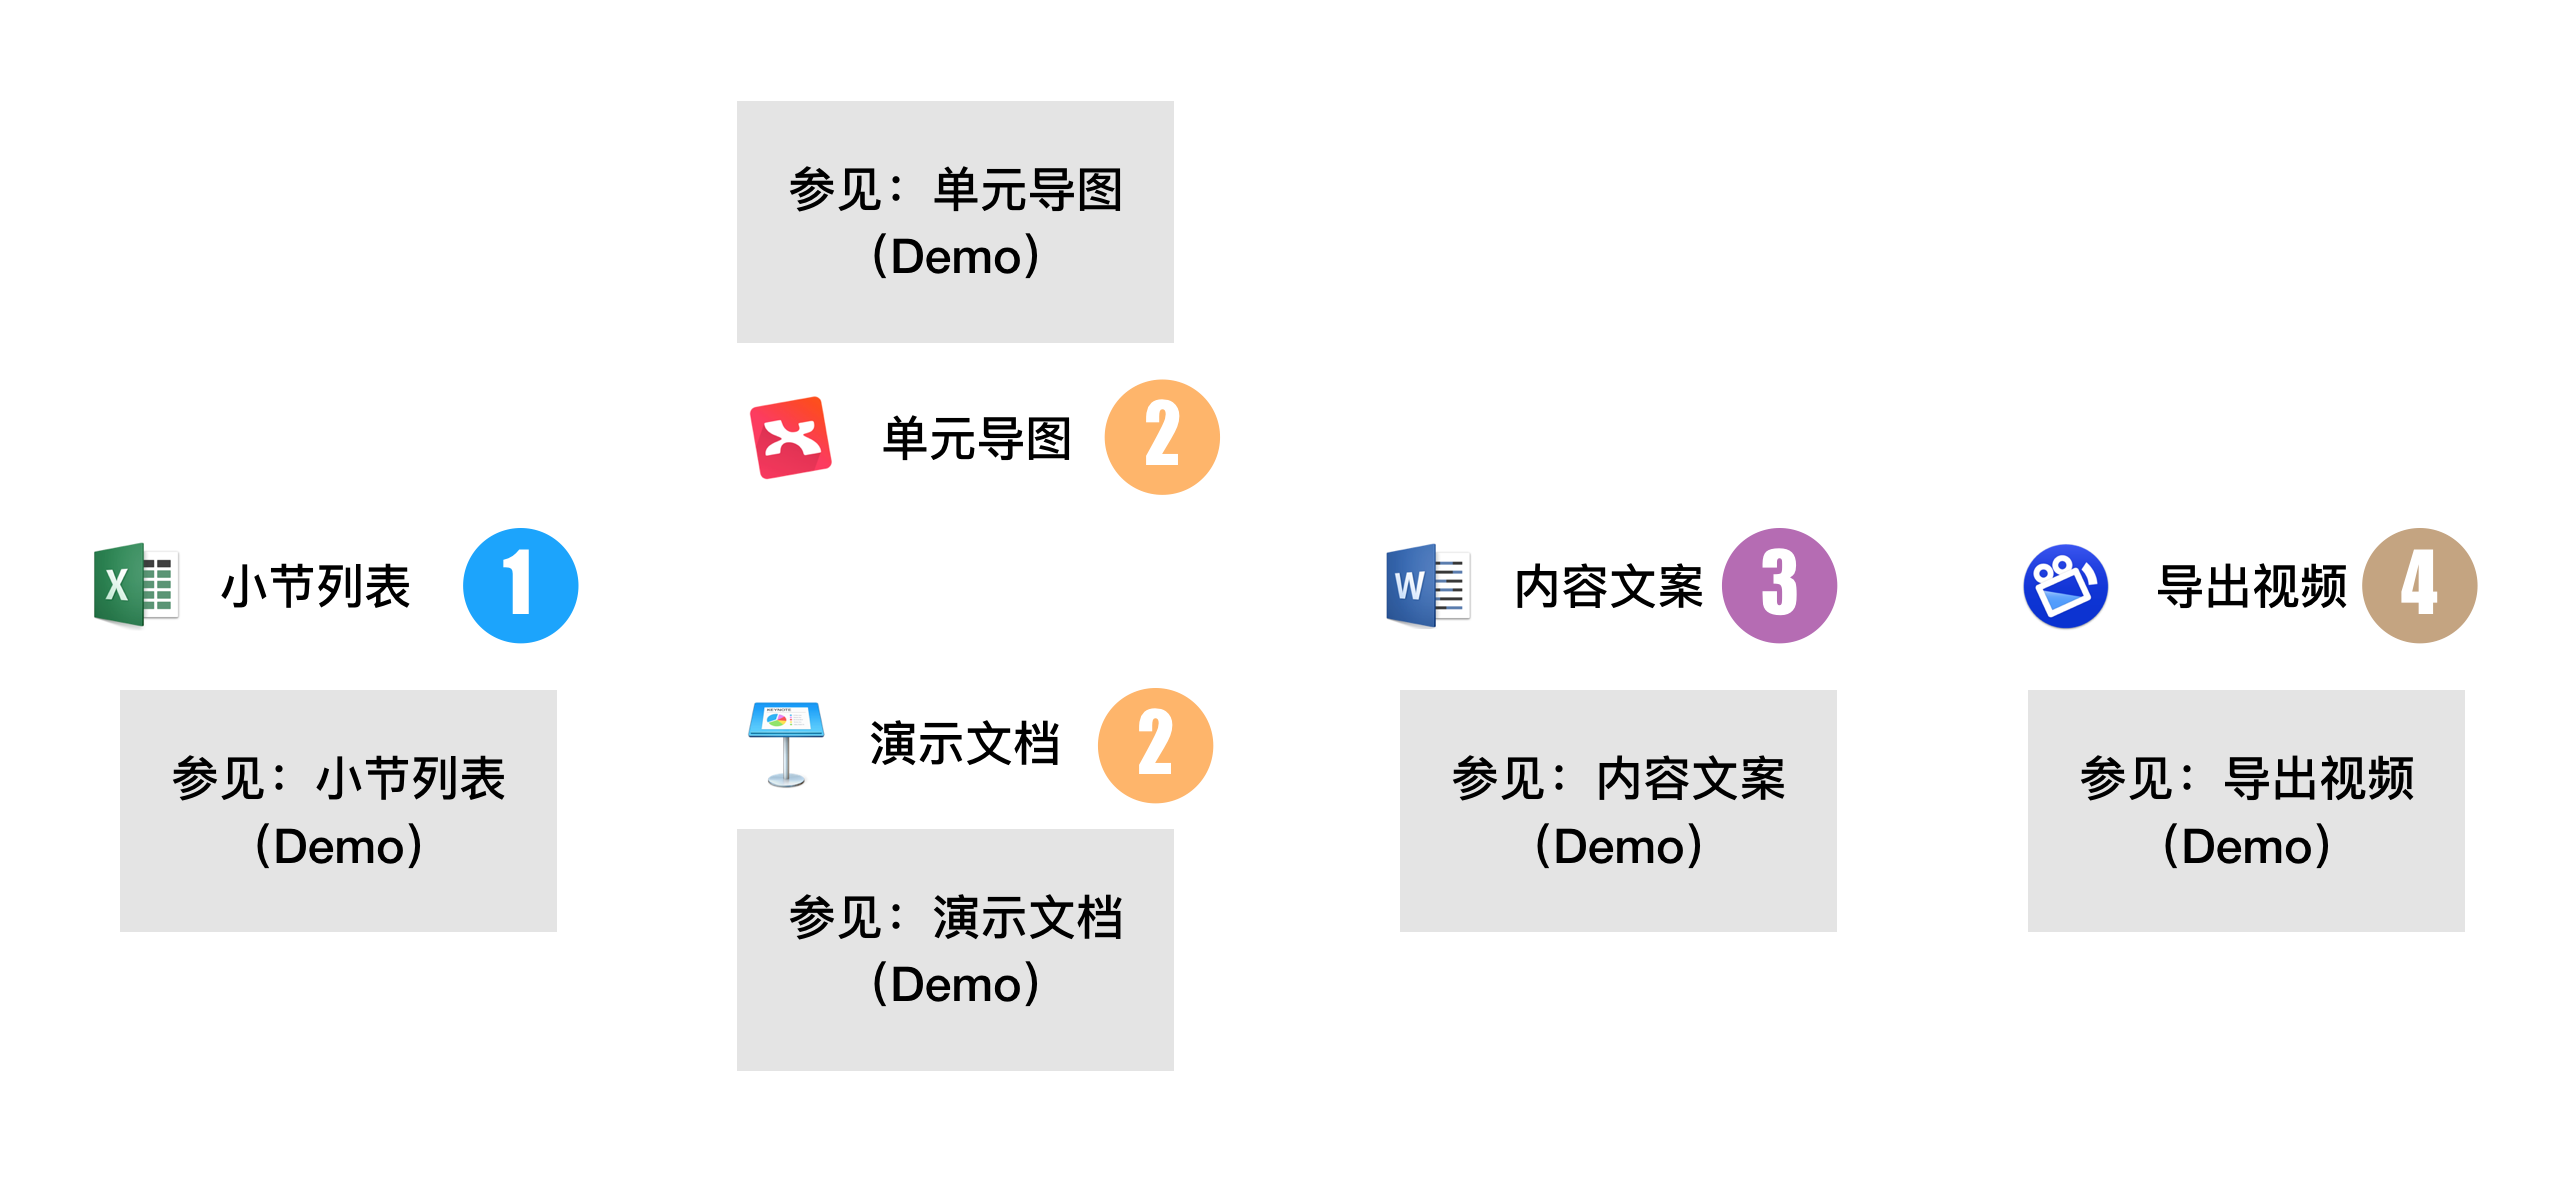 参见：单元导图
（Demo）
单元导图
2
X
小节列表
1
参见：小节列表
（Demo）
KEYNOTE
演示文档
2
参见：演示文档
（Demo）
W
内容文案
3
参见：内容文案
（Demo）
导出视频
4
参见：导出视频
（Demo）